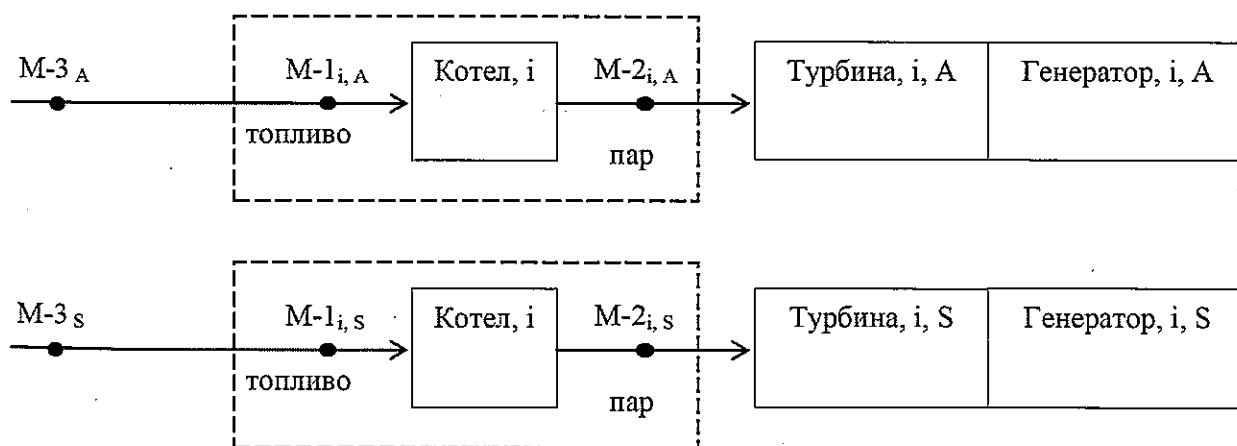 М-3 A
М-1i, A
Котел, i
М-2i, A
Турбина, i, A
Генератор, i, A
топливо
пар
М-3 S
М-1i, S
Котел, i
М-2i, S
Турбина, i, S
Генератор, i, S
топливо
пар